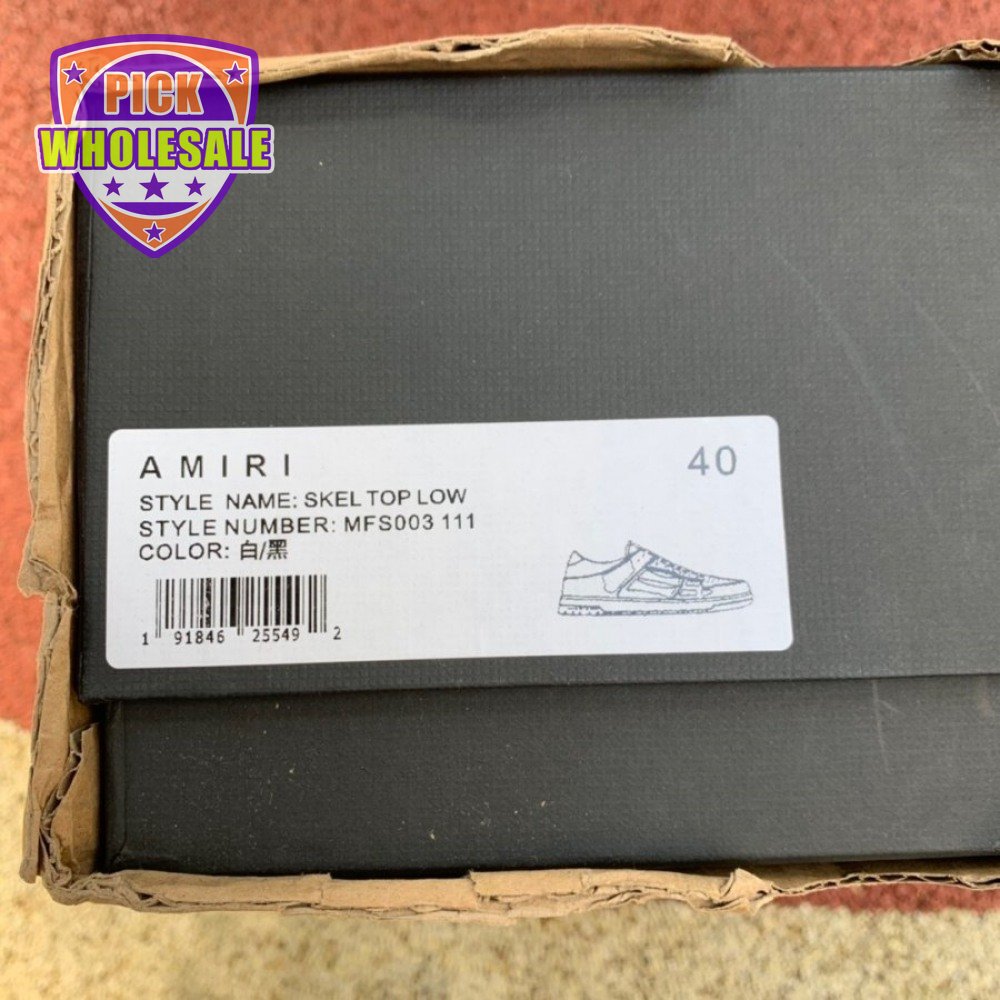 PICK
WHOLESALE
AMIRI
40
STYLE NAME: SKEL TOP LOW
STYLE NUMBER: MFS003 111
COLOR: 白/黑
1 91846 25549 2